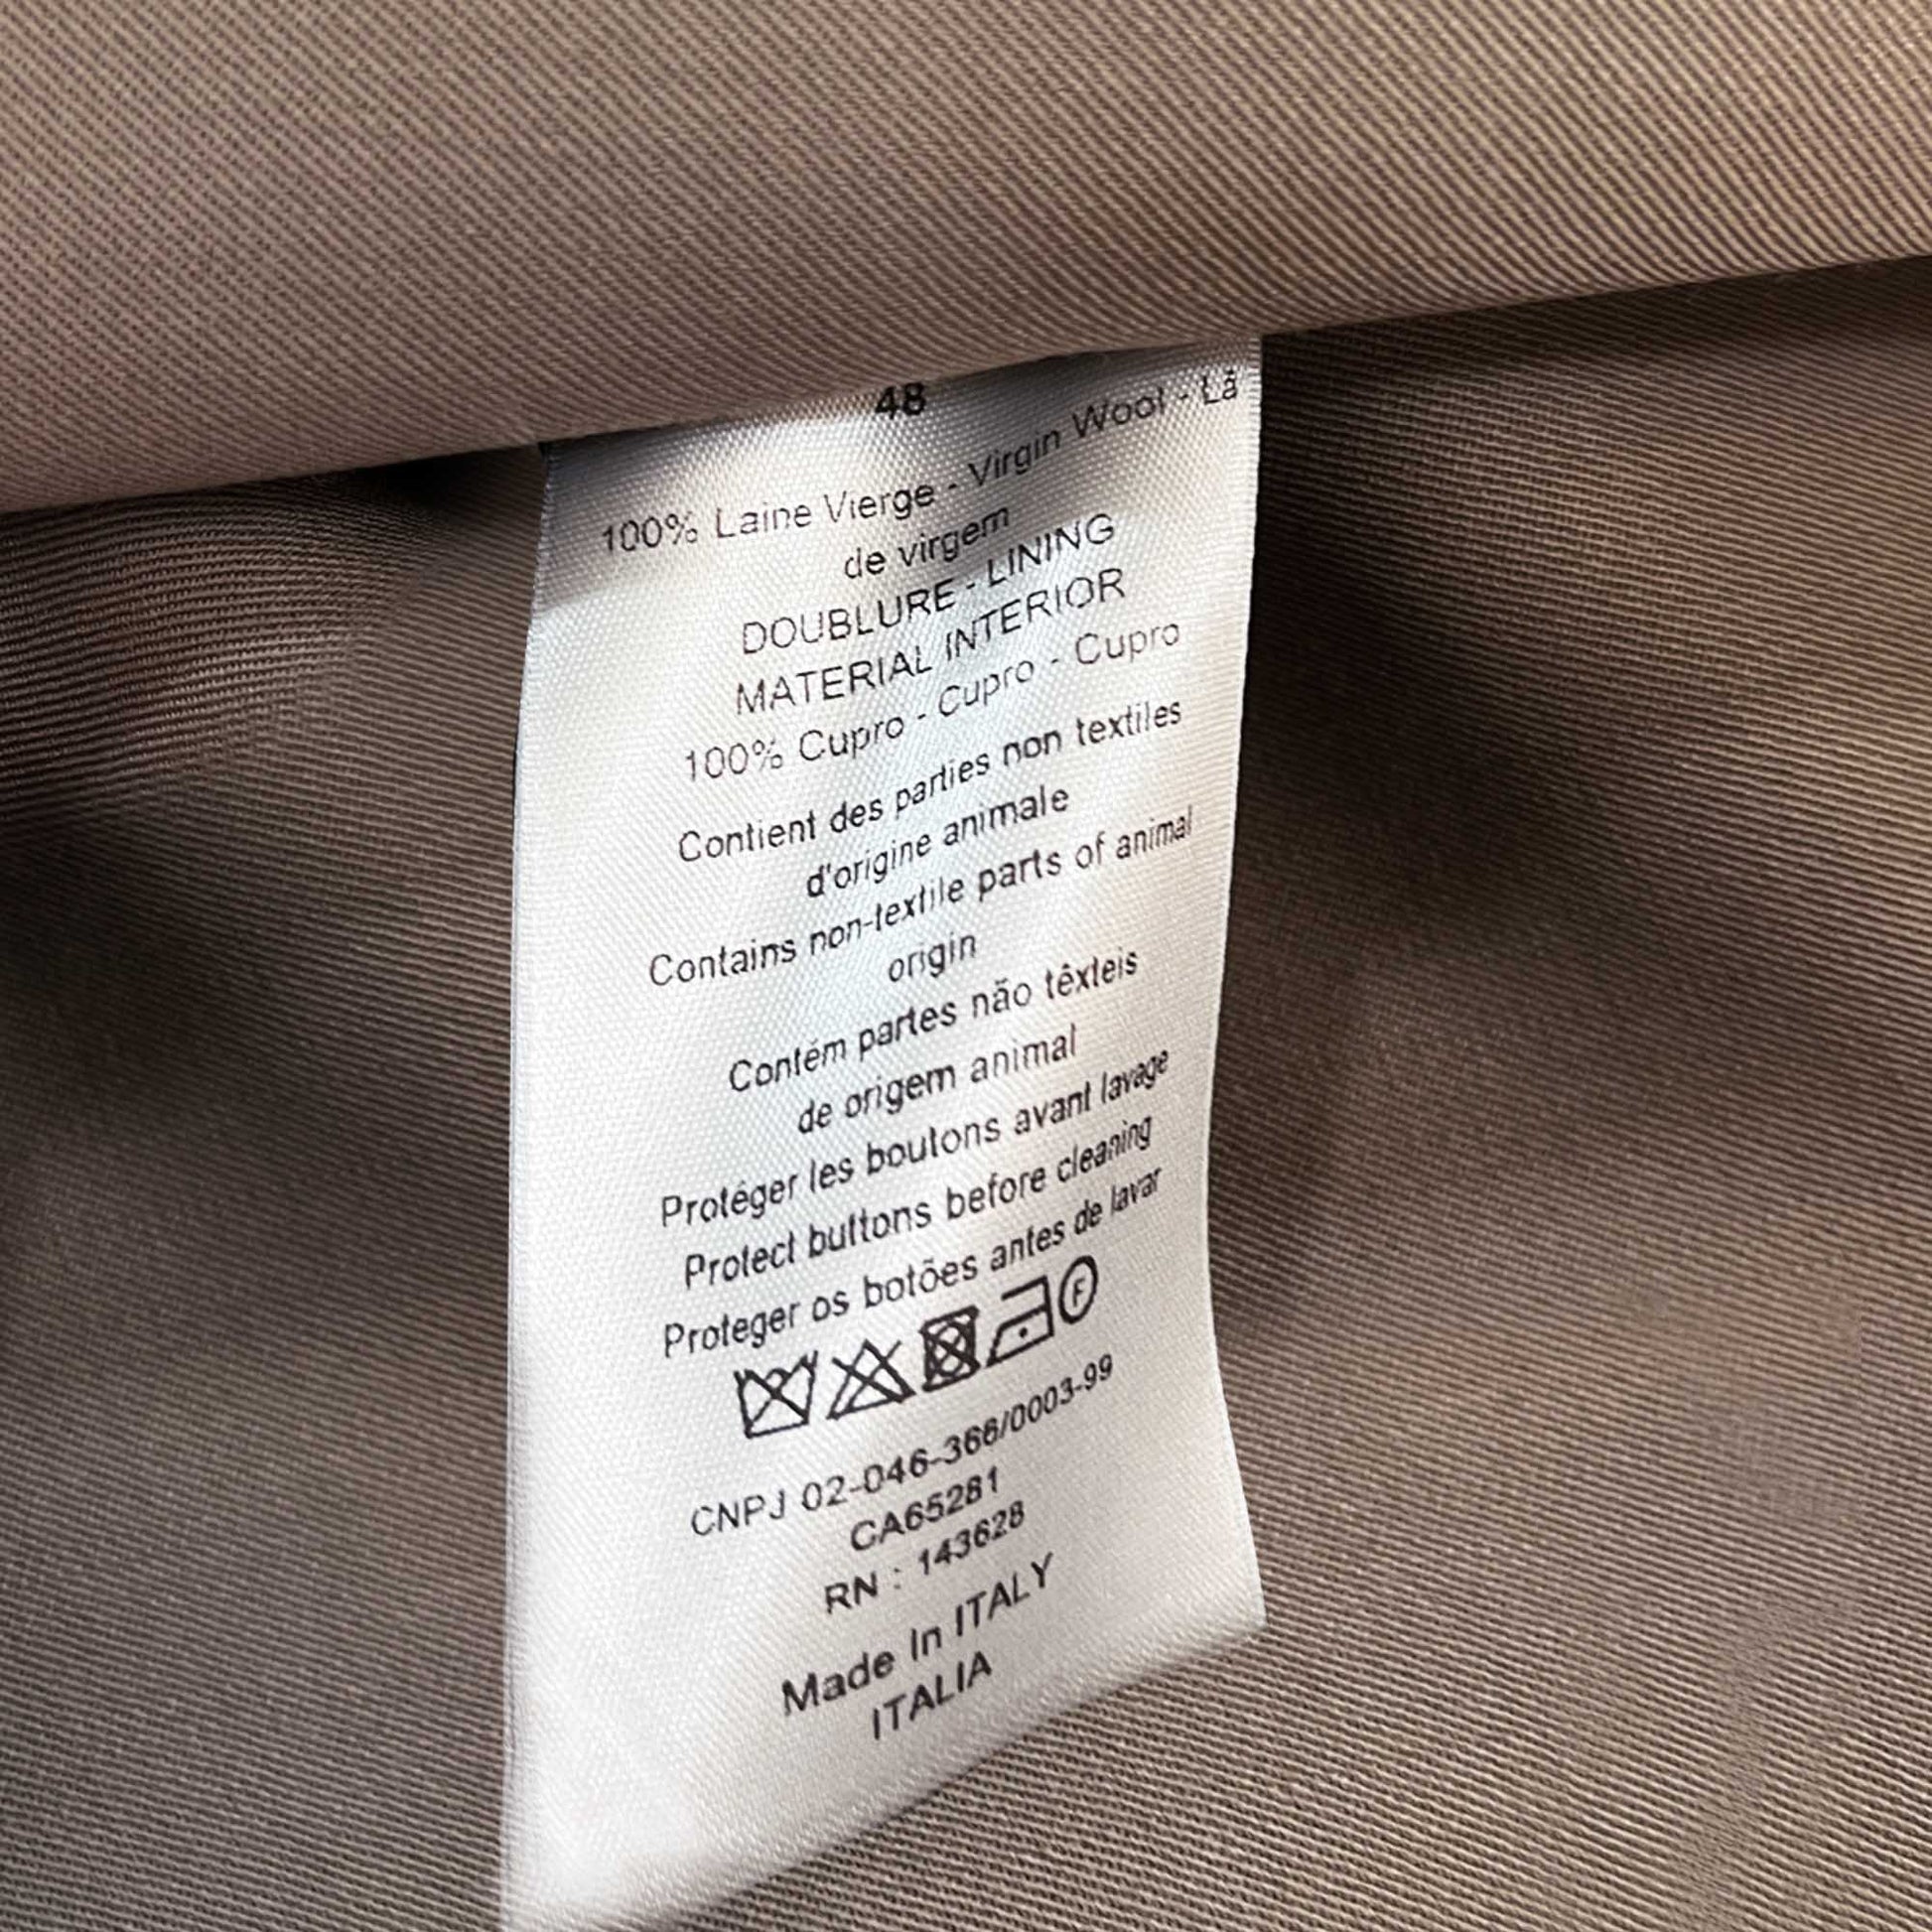 48
100% Laine Vierge - Virgin Wool - Lã
de virgem
DOUBLURE - LINING
MATERIAL INTERIOR
100% Cupro - Cupro - Cupro
Contient des parties non textiles
d'origine animale
Contains non-textile parts of animal
origin
Contém partes não têxteis
de origem animal
Protéger les boutons avant lavage
Protect buttons before cleaning
Proteger os botões antes de lavar
F
CNPJ 02-046-366/0003-99
CA65281
RN : 143628
Made In ITALY
ITALIA